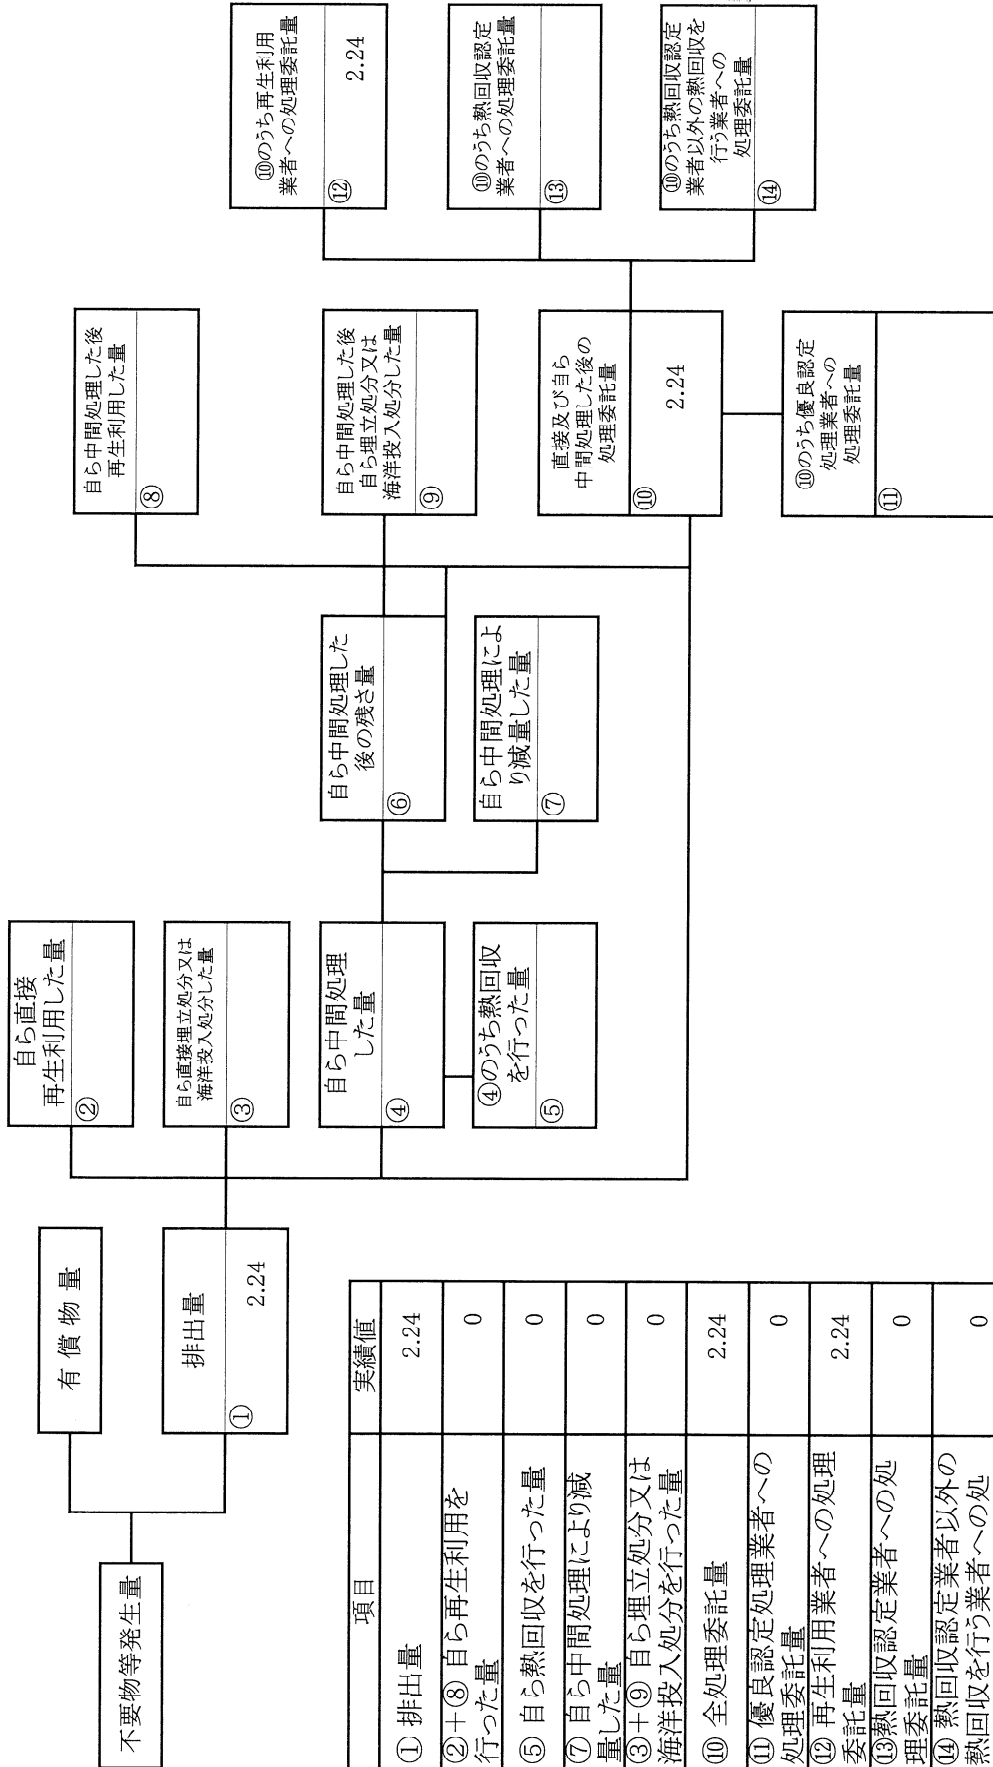 不要物等発生量
有償物量
排出量
①
2.24
自ら直接
再生利用した量
②
自ら直接埋立処分又は
海洋投入処分した量
③
自ら中間処理
した量
④
④のうち熱回収
を行った量
⑤
自ら中間処理した
後の残さ量
⑥
自ら中間処理によ
り減量した量
⑦
自ら中間処理した後
再生利用した量
⑧
自ら中間処理した後
自ら埋立処分又は
海洋投入処分した量
⑨
直接及び自ら
中間処理した後の
処理委託量
⑩
2.24
⑩のうち優良認定
処理業者への
処理委託量
⑪
⑩のうち再生利用
業者への処理委託量
⑫
2.24
⑩のうち熱回収認定
業者への処理委託量
⑬
⑩のうち熱回収認定
業者以外の熱回収を
行う業者への
処理委託量
⑭
項目 実績値
① 排出量 2.24
②+⑧ 自ら再生利用を
行った量 0
⑤ 自ら熱回収を行った量 0
⑦ 自ら中間処理により減
量した量 0
③+⑨ 自ら埋立処分又は
海洋投入処分を行った量 0
⑩ 全処理委託量 2.24
⑪ 優良認定処理業者への
処理委託量 0
⑫ 再生利用業者への処理
委託量 2.24
⑬熱回収認定業者への処
理委託量 0
⑭ 熱回収認定業者以外の
熱回収を行う業者への処 0